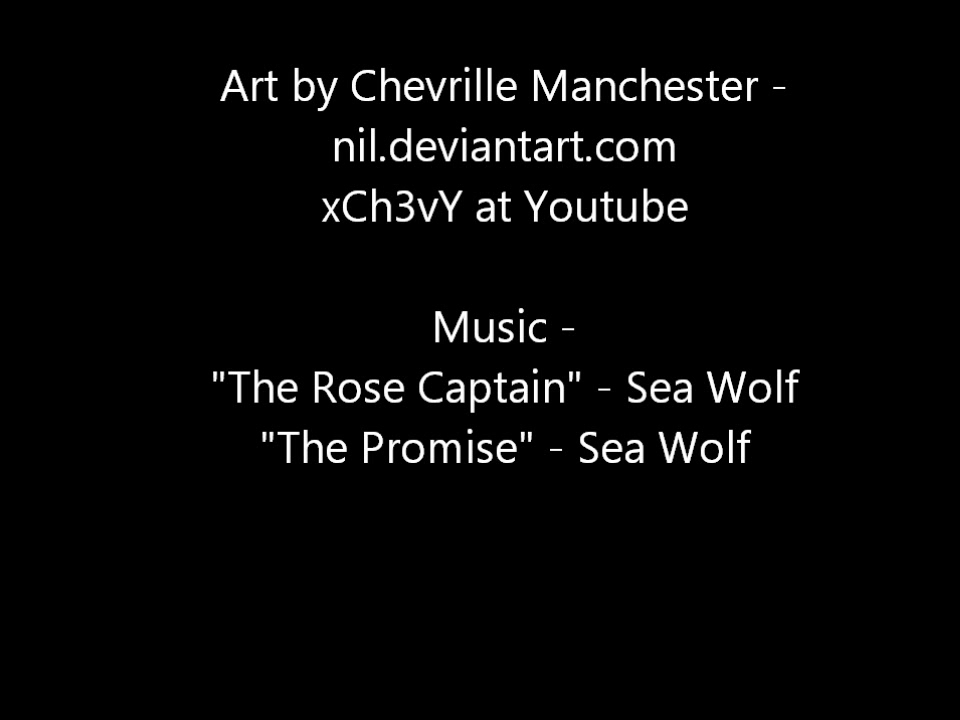 Art by Chevrille Manchester -
nil.deviantart.com
xCh3vY at Youtube
Music -
"The Rose Captain" - Sea Wolf
"The Promise" - Sea Wolf